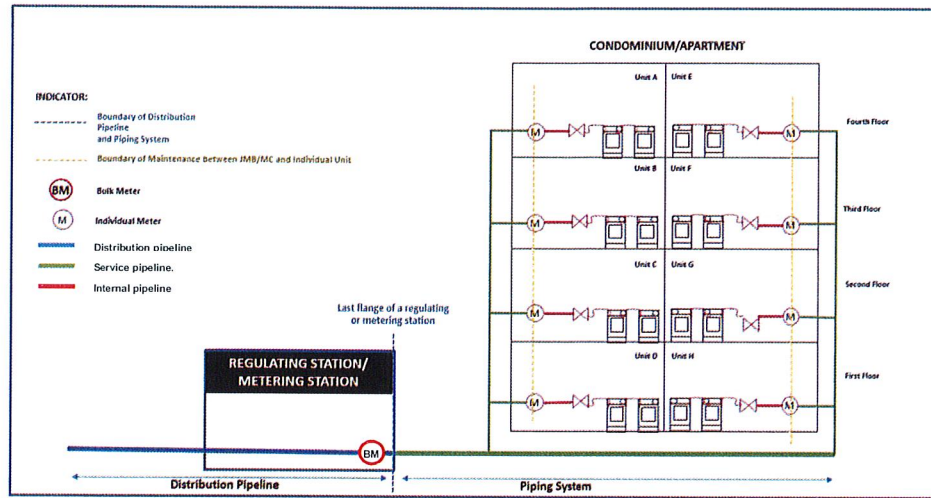 CONDOMINIUM/APARTMENT
INDICATOR:
Boundary of Distribution
Pipeline
and Piping System
Boundary of Maintenance Between JMB/MC and Individual Unit
BM
Bulk Meter
M
Individual Meter
Distribution pipeline
Service pipeline.
Internal pipeline
Unit A
Unit E
M
M
Fourth Floor
Unit B
Unit F
M
M
Third Floor
Unit C
Unit G
M
M
Second Floor
Unit D
Unit H
M
M
First Floor
Last flange of a regulating
or metering station
REGULATING STATION/
METERING STATION
BM
Distribution Pipeline
Piping System